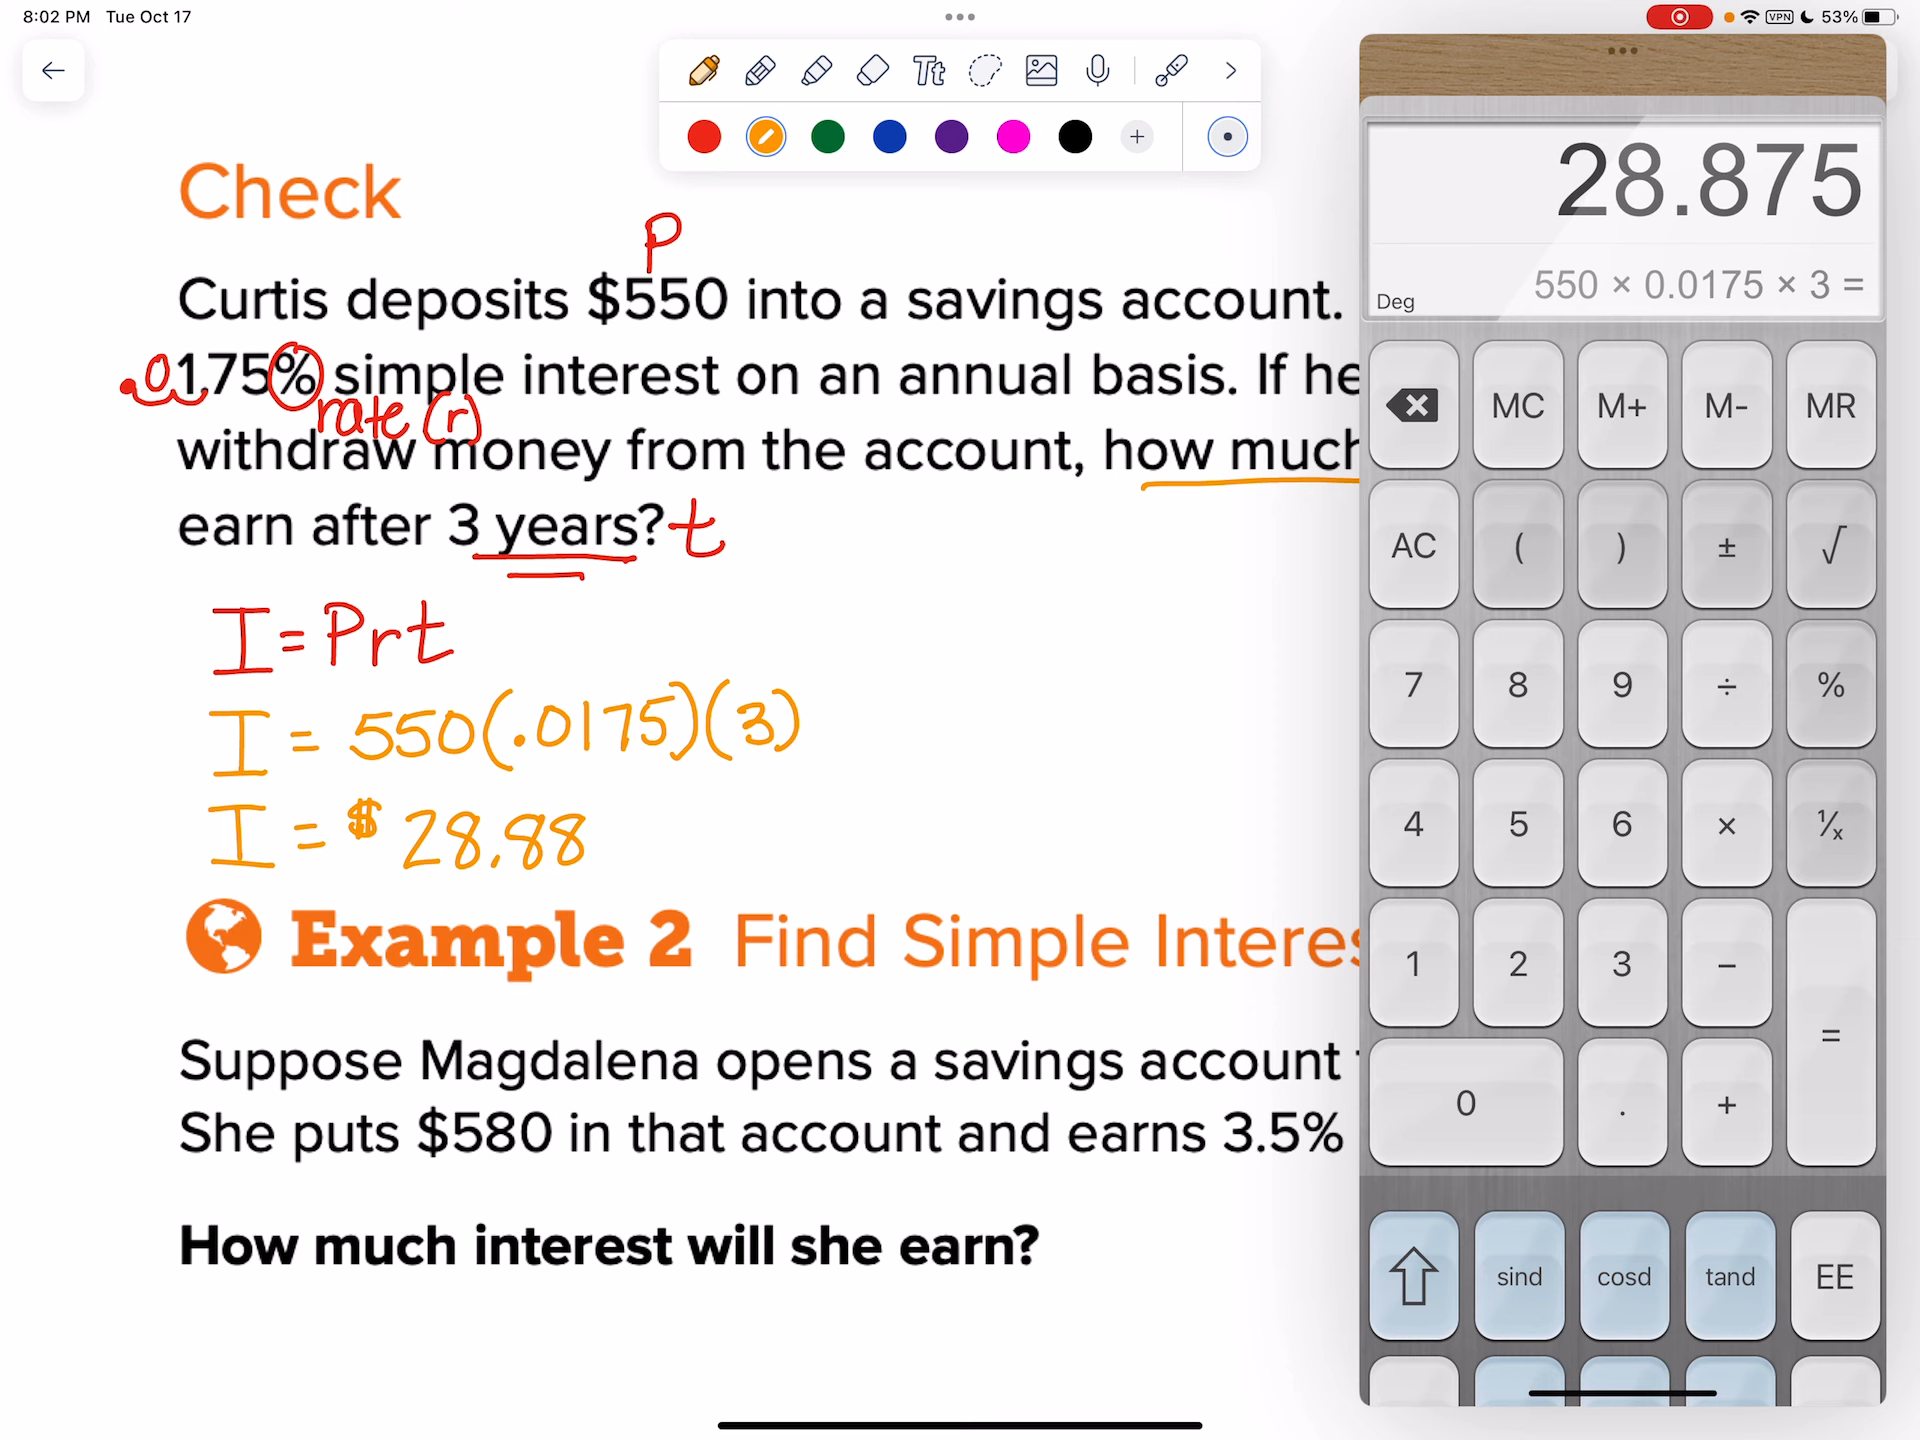 8:02 PM Tue Oct 17
VPN 53%
Tt
Check
P
Curtis deposits $550 into a savings account.
.01.75% simple interest on an annual basis. If he
rate (r)
withdraw money from the account, how much
earn after 3 years? t
I = Prt
I = 550(.0175)(3)
I = $ 28.88
Example 2 Find Simple Interes
Suppose Magdalena opens a savings account
She puts $580 in that account and earns 3.5%
How much interest will she earn?
28.875
550 × 0.0175 × 3 =
Deg
MC M+ M- MR
AC ( ) ± √
7 8 9 ÷ %
4 5 6 × 1/x
1 2 3 −
=
0 . +
sind cosd tand EE